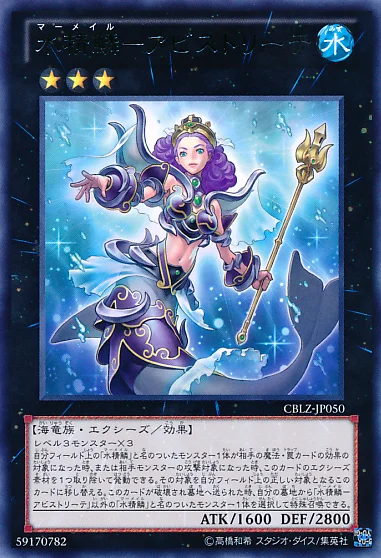 マーメイル
水精鱗－アビストリーテ
水
CBLZ-JP050
【海竜族・エクシーズ／効果】
レベル３モンスター×３
自分フィールド上の「水精鱗」と名のついたモンスター１体が相手の魔法・罠カードの効果の
対象になった時、または相手モンスターの攻撃対象になった時、このカードのエクシーズ
素材を１つ取り除いて発動できる。その対象を正しい対象となるこの
カードに移し替える。このカードが破壊され墓地へ送られた時、自分の墓地から「水精鱗
－アビストリーテ」以外の「水精鱗」と名のついたモンスター１体を選択して特殊召喚できる。
ATK/1600 DEF/2800
59170782
©高橋和希 スタジオ・ダイス/集英社